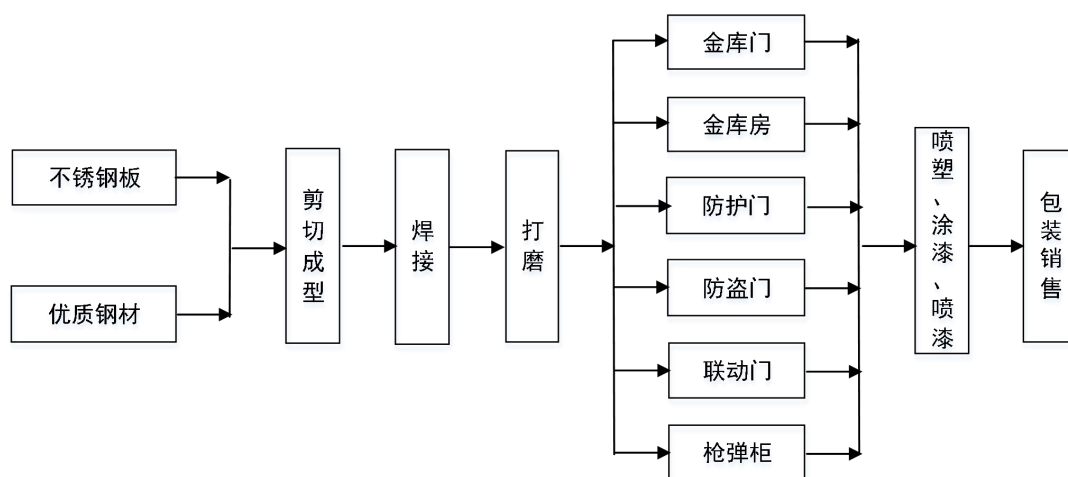 不锈钢板
优质钢材
剪切成型
焊接
打磨
金库门
金库房
防护门
防盗门
联动门
枪弹柜
喷塑、涂漆、喷漆
包装销售